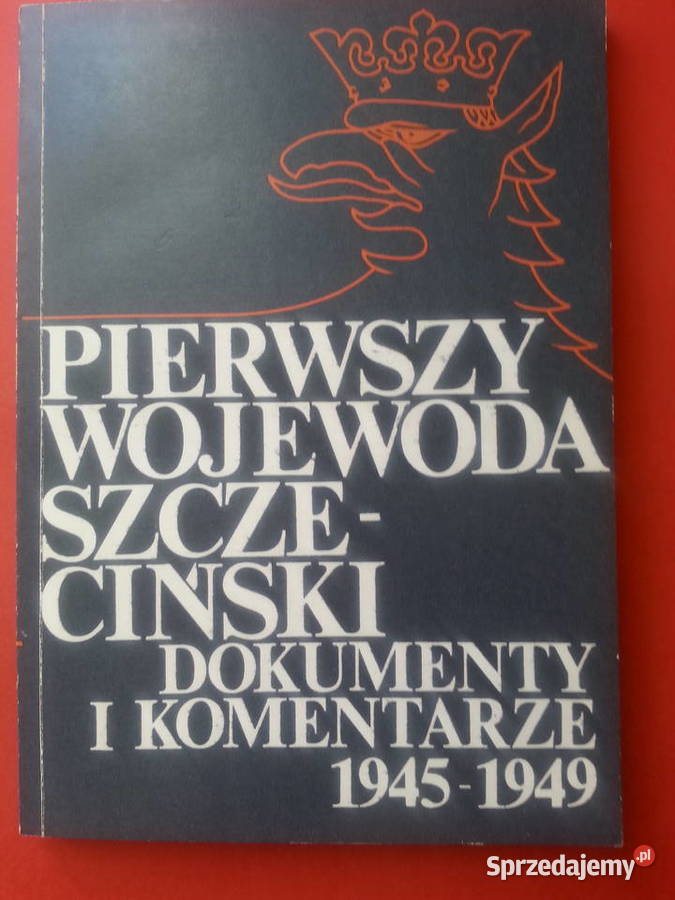 PIERWSZY
WOJEWODA
SZCZE-
CIŃSKI
DOKUMENTY
I KOMENTARZE
1945-1949
Sprzedajemy.pl